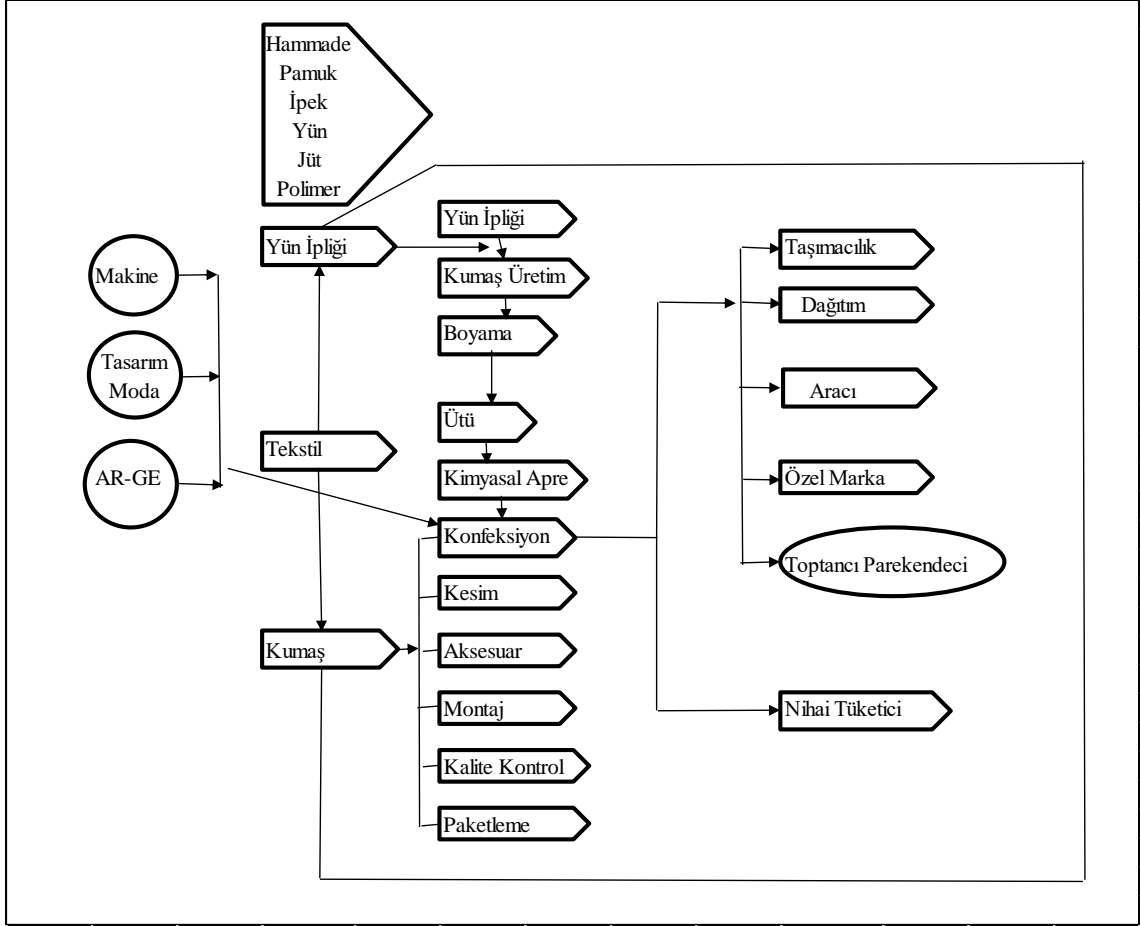 Hammade
Pamuk
İpek
Yün
Jüt
Polimer
Makine
Tasarım
Moda
AR-GE
Yün İpliği
Tekstil
Kumaş
Yün İpliği
Kumaş Üretim
Boyama
Ütü
Kimyasal Apre
Konfeksiyon
Kesim
Aksesuar
Montaj
Kalite Kontrol
Paketleme
Taşımacılık
Dağıtım
Aracı
Özel Marka
Toptancı Parekendeci
Nihai Tüketici